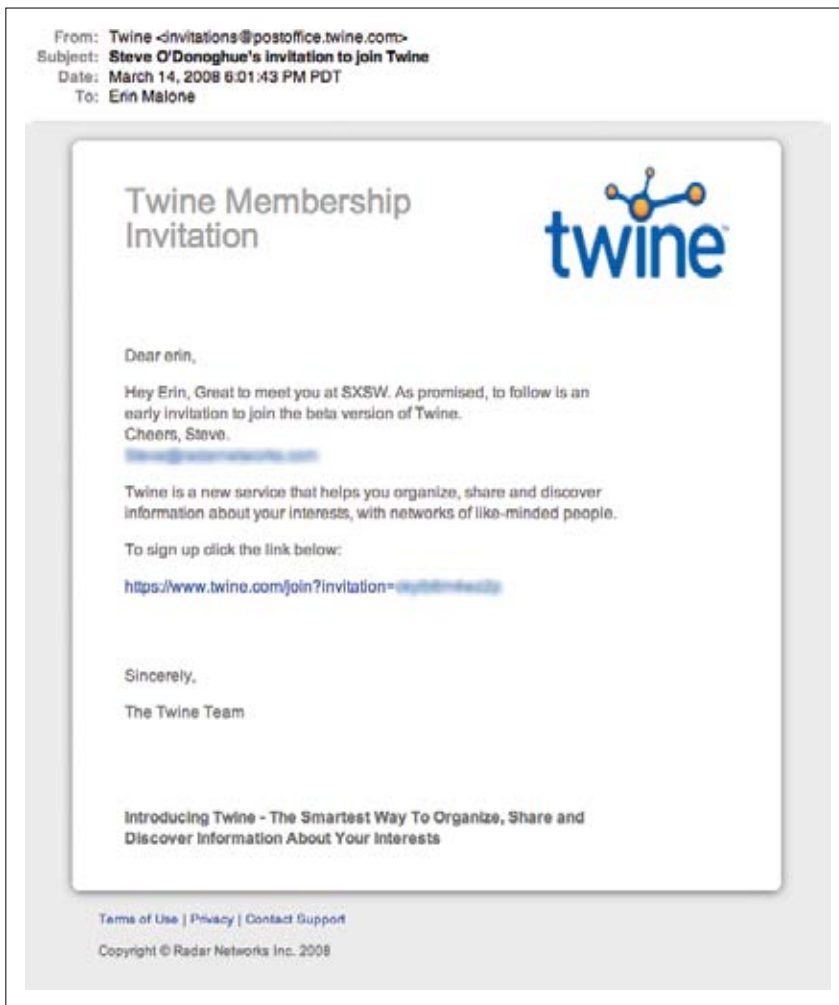 From: Twine <invitations@postoffice.twine.com>
Subject: Steve O'Donoghue's invitation to join Twine
Date: March 14, 2008 6:01:43 PM PDT
To: Erin Malone
Twine Membership
Invitation
twine
Dear erin,
Hey Erin, Great to meet you at SXSW. As promised, to follow is an
early invitation to join the beta version of Twine.
Cheers, Steve.
Twine is a new service that helps you organize, share and discover
information about your interests, with networks of like-minded people.
To sign up click the link below:
https://www.twine.com/join?invitation=
Sincerely,
The Twine Team
Introducing Twine - The Smartest Way To Organize, Share and
Discover Information About Your Interests
Terms of Use | Privacy | Contact Support
Copyright © Radar Networks Inc. 2008